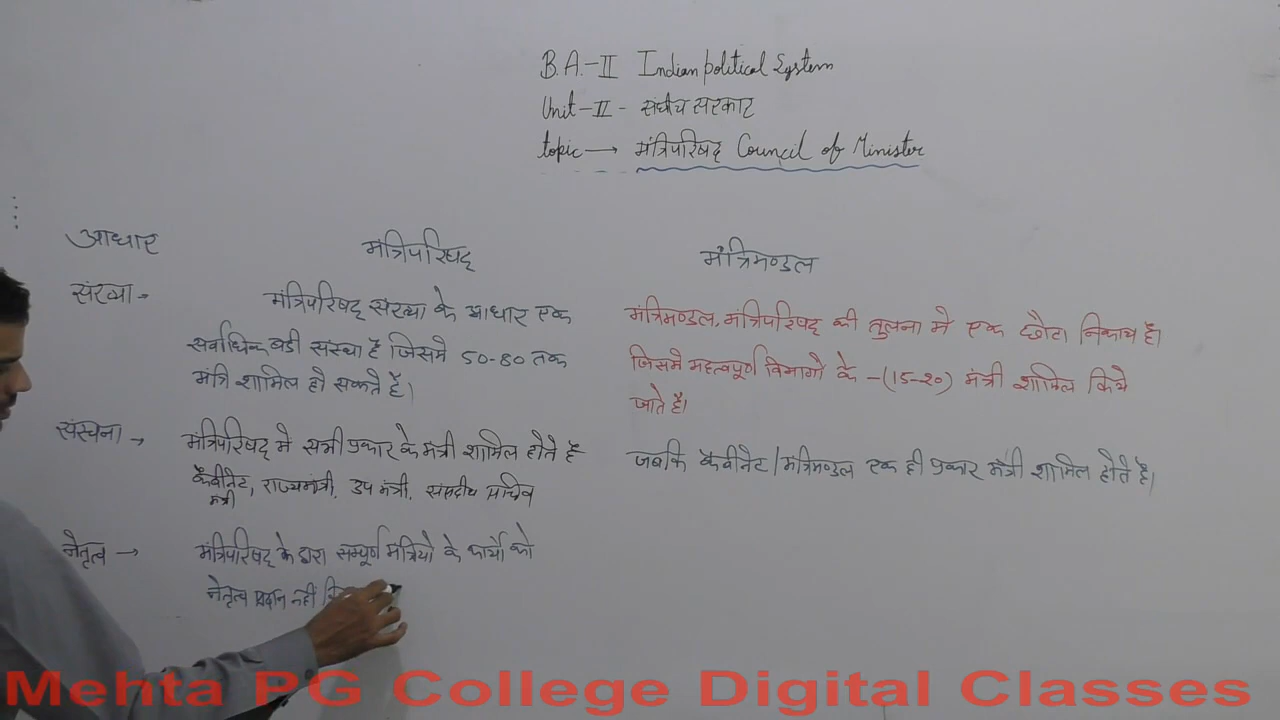 B.A.-II Indian political System
Unit-II - संघीय सरकार
topic → मंत्रिपरिषद् Council of Minister
आधार मंत्रिपरिषद् मंत्रिमण्डल
संख्या → मंत्रिपरिषद् संख्या के आधार एक
सर्वाधिक बडी संस्था है जिसमे 50-80 तक
मंत्रि शामिल हो सकते है।
मंत्रिमण्डल, मंत्रिपरिषद् की तुलना मे एक छोटा निकाय है।
जिसमे महत्वपूर्ण विभागो के -(15-20) मंत्री शामिल किये
जाते है।
संरचना → मंत्रिपरिषद् मे सभी प्रकार के मंत्री शामिल होते है
कैबीनेट, राज्यमंत्री, उप मंत्री, संसदीय सचिव
मंत्री
जबकि कैबीनेट/मंत्रिमण्डल एक ही प्रकार मंत्री शामिल होते है।
नेतृत्व → मंत्रिपरिषद् के द्वारा सम्पूर्ण मंत्रियो के कार्यो को
नेतृत्व प्रदान नहीं
Mehta PG College Digital Classes